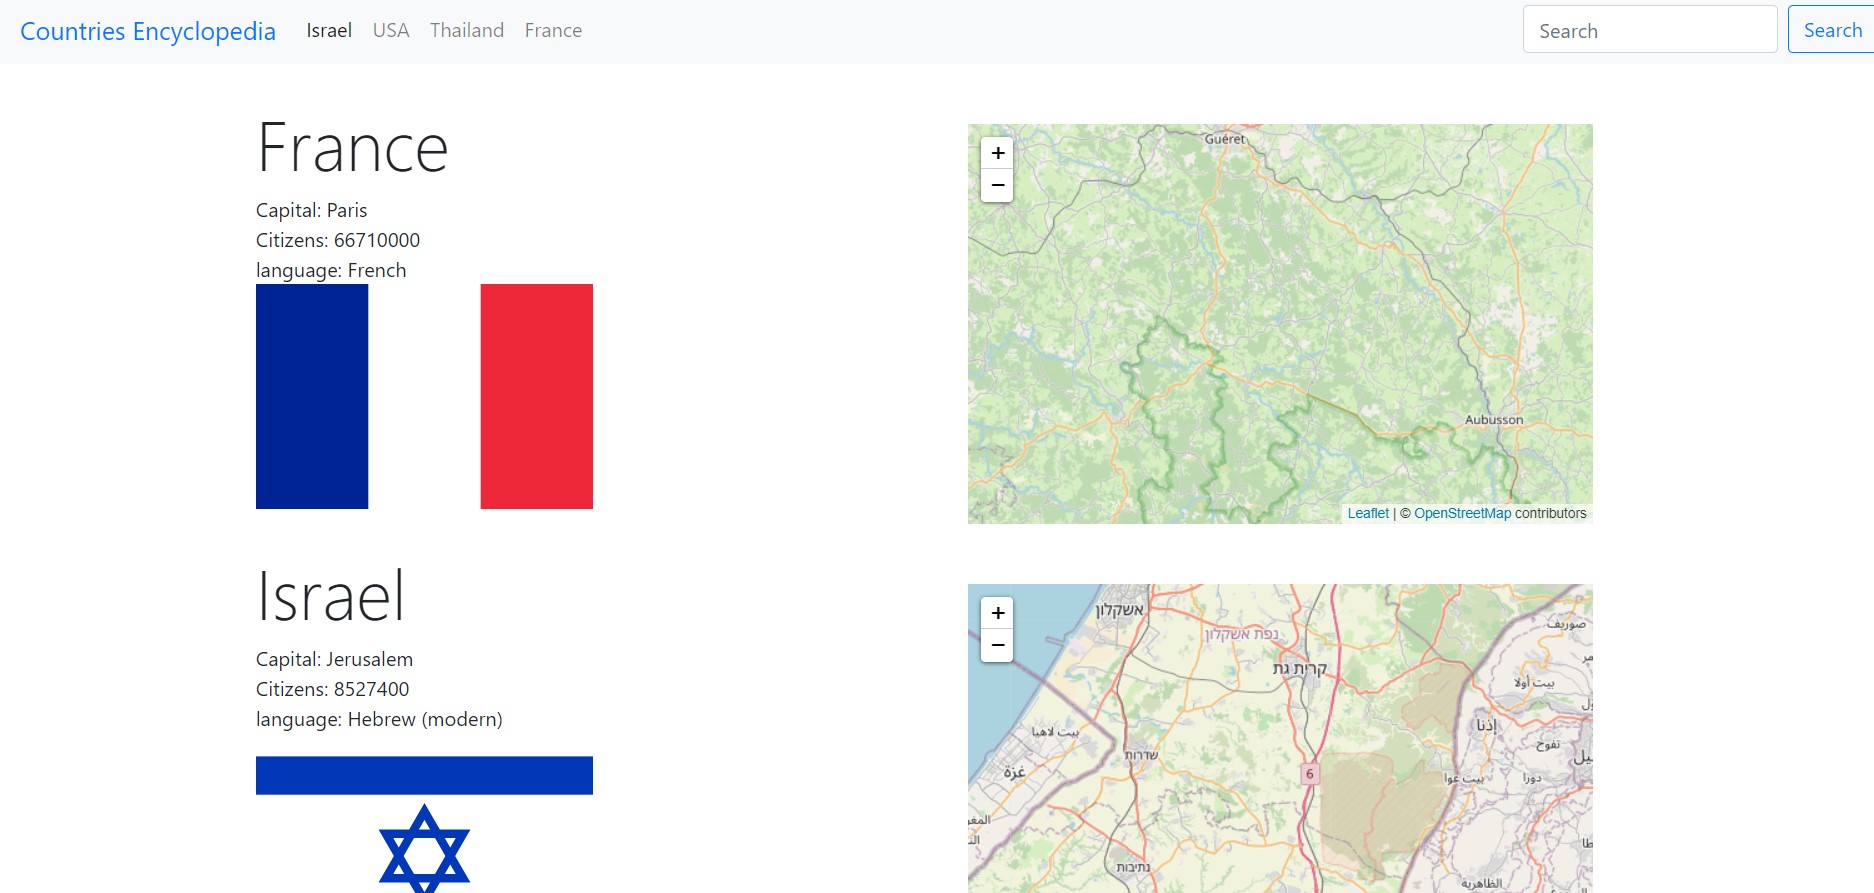 Countries Encyclopedia Israel USA Thailand France Search Search
France
Capital: Paris
Citizens: 66710000
language: French
+
−
Guéret
Aubusson
Leaflet | © OpenStreetMap contributors
Israel
Capital: Jerusalem
Citizens: 8527400
language: Hebrew (modern)
+
−
אשקלון
נפת אשקלון
צוריף صوريف
קרית גת
بيت أولا
إذنا
تفوح
بيت لاهيا
שדרות
غزة
6
بيت عوا
دورا
נתיבות
الظاهرية